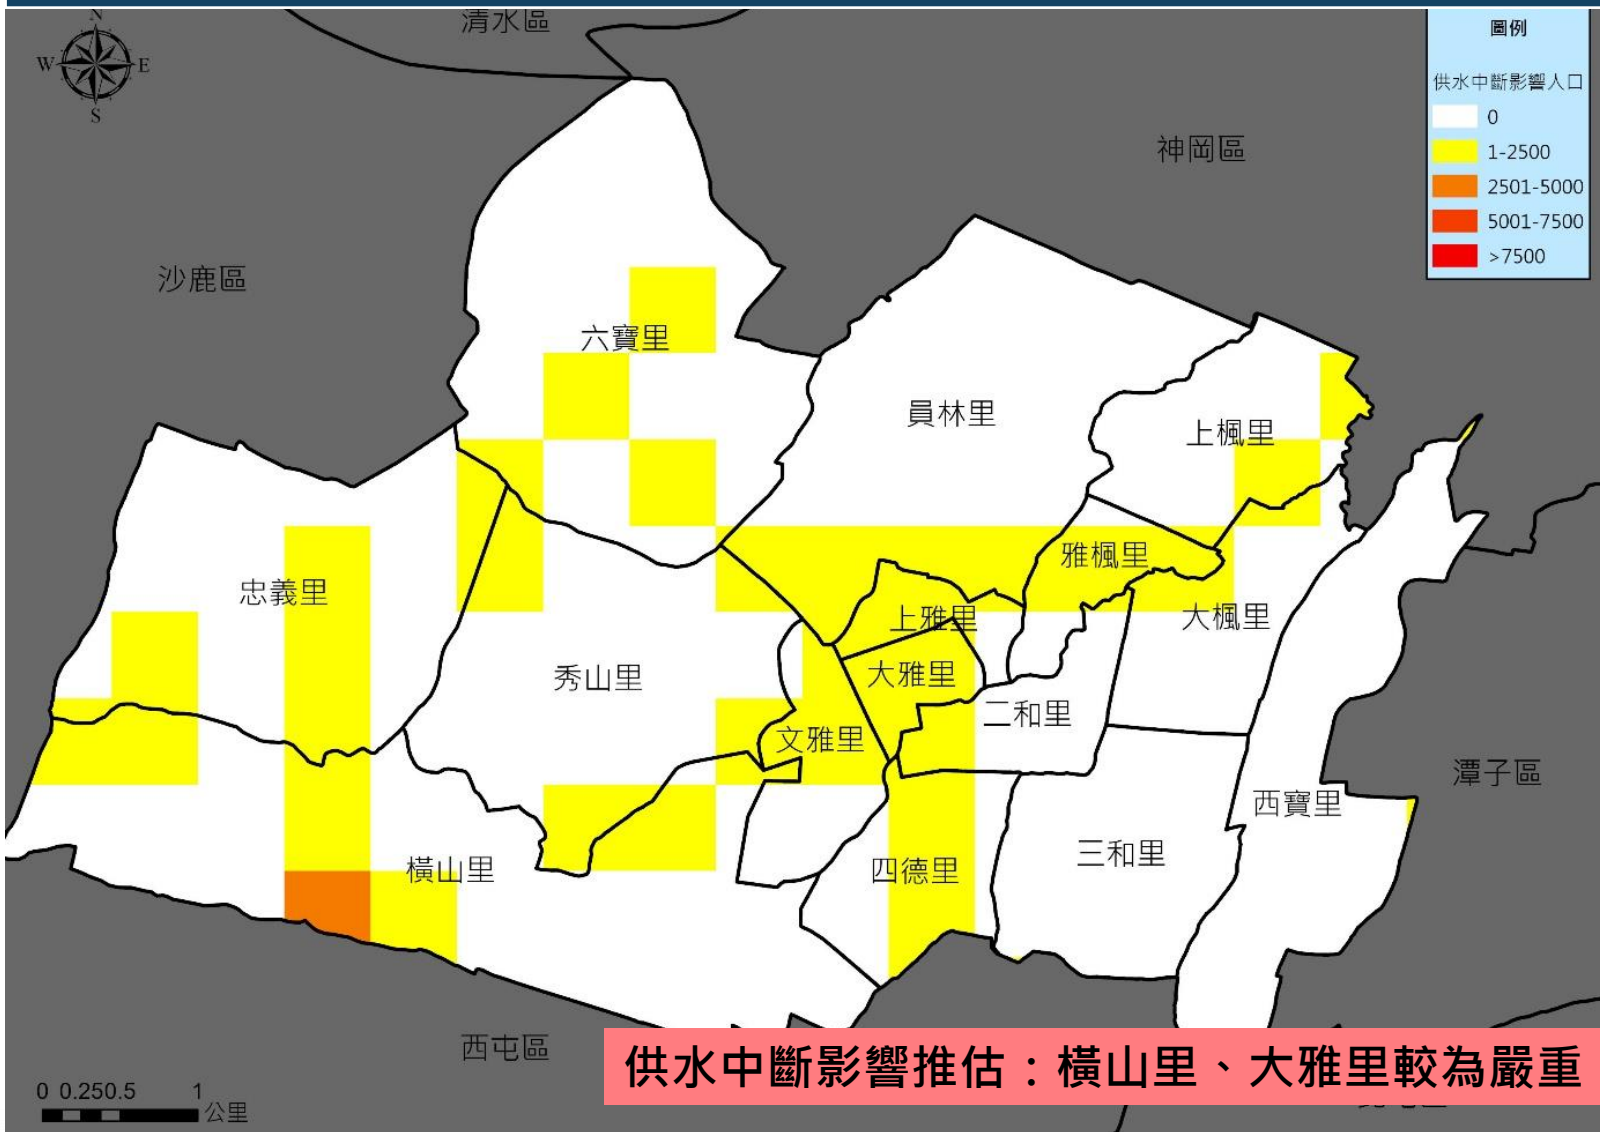 N
清水區
圖例
W
E
供水中斷影響人口
S
0
神岡區
1-2500
2501-5000
5001-7500
>7500
沙鹿區
六寶里
員林里
上楓里
雅楓里
忠義里
上雅里
大楓里
秀山里
大雅里
二和里
文雅里
潭子區
西寶里
三和里
橫山里
四德里
西屯區
供水中斷影響推估：橫山里、大雅里較為嚴重
0 0.250.5 1
公里